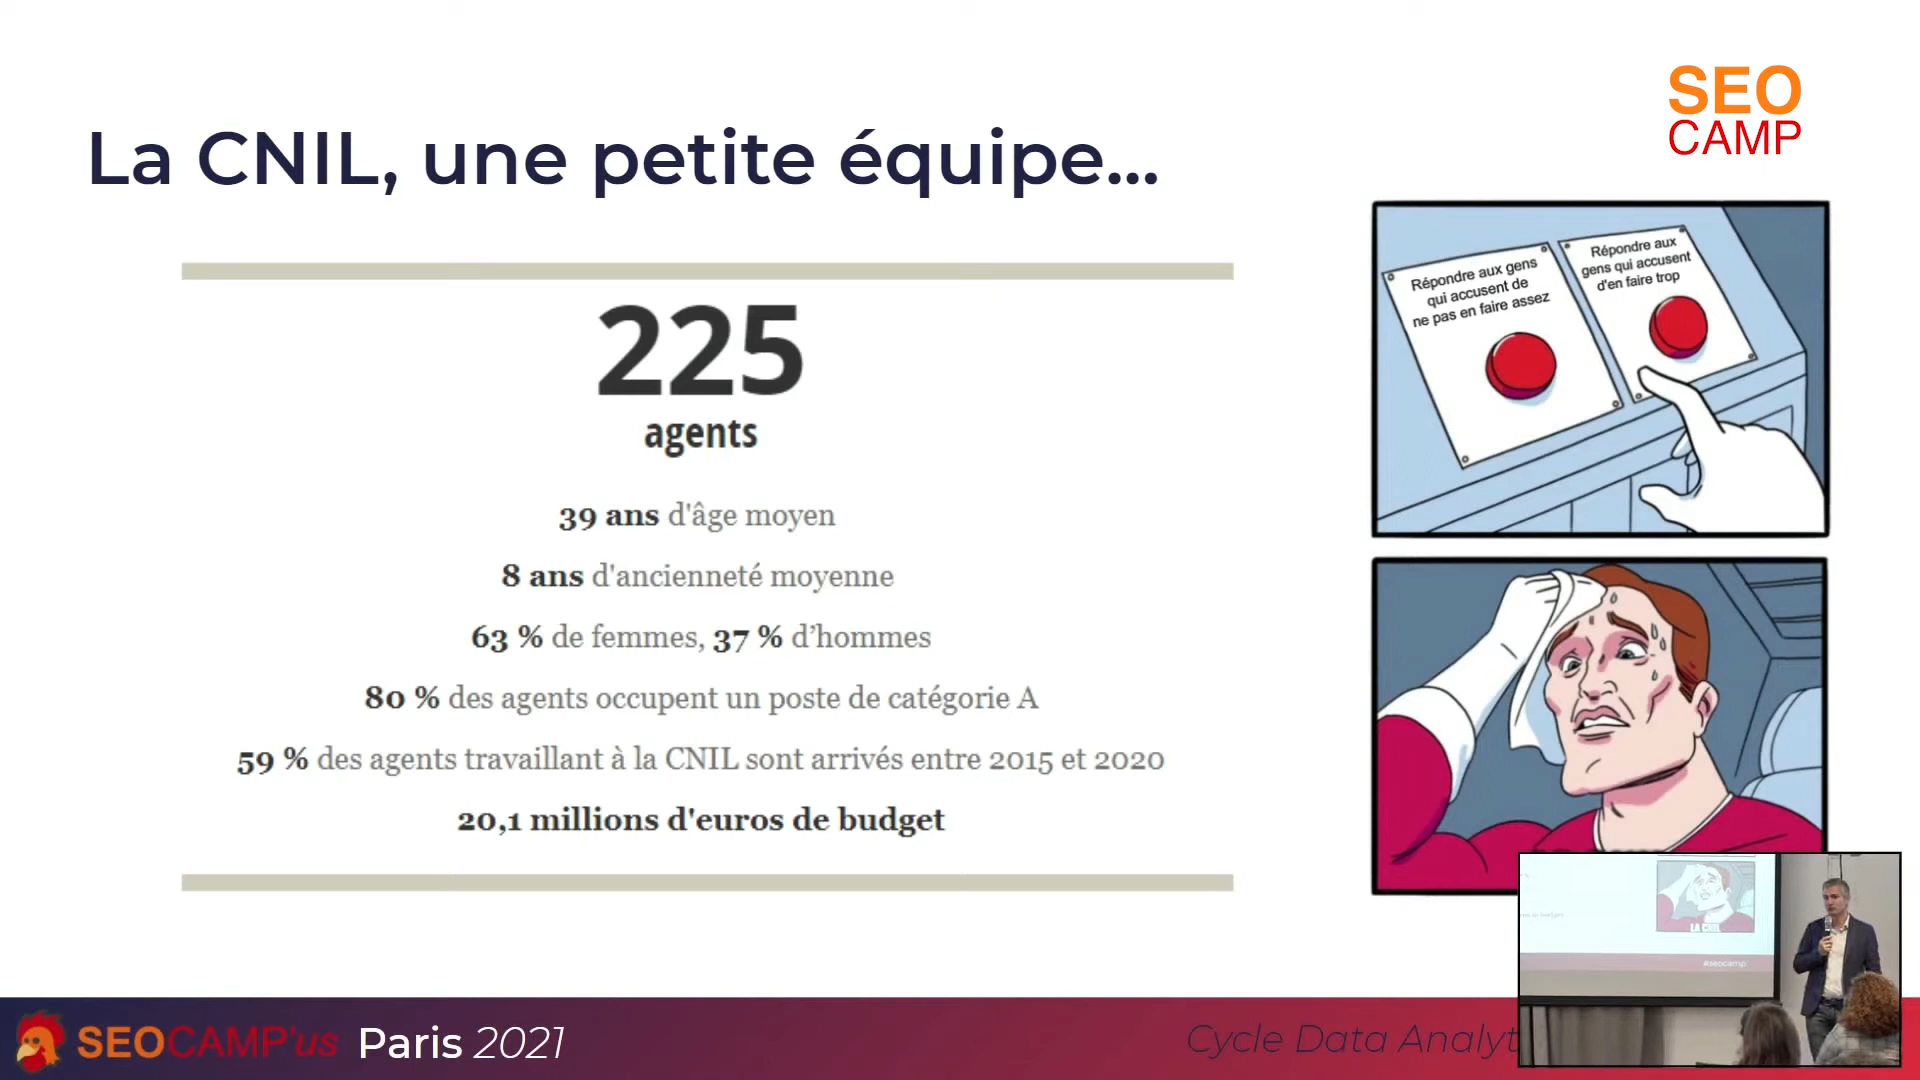 SEO
CAMP
La CNIL, une petite équipe...
225
agents
39 ans d'âge moyen
8 ans d'ancienneté moyenne
63 % de femmes, 37 % d’hommes
80 % des agents occupent un poste de catégorie A
59 % des agents travaillant à la CNIL sont arrivés entre 2015 et 2020
20,1 millions d'euros de budget
Répondre aux gens
qui accusent de
ne pas en faire assez
Répondre aux
gens qui accusent
d'en faire trop
LA CNIL
#seocamp
SEOCAMP'us Paris 2021
Cycle Data Analyt